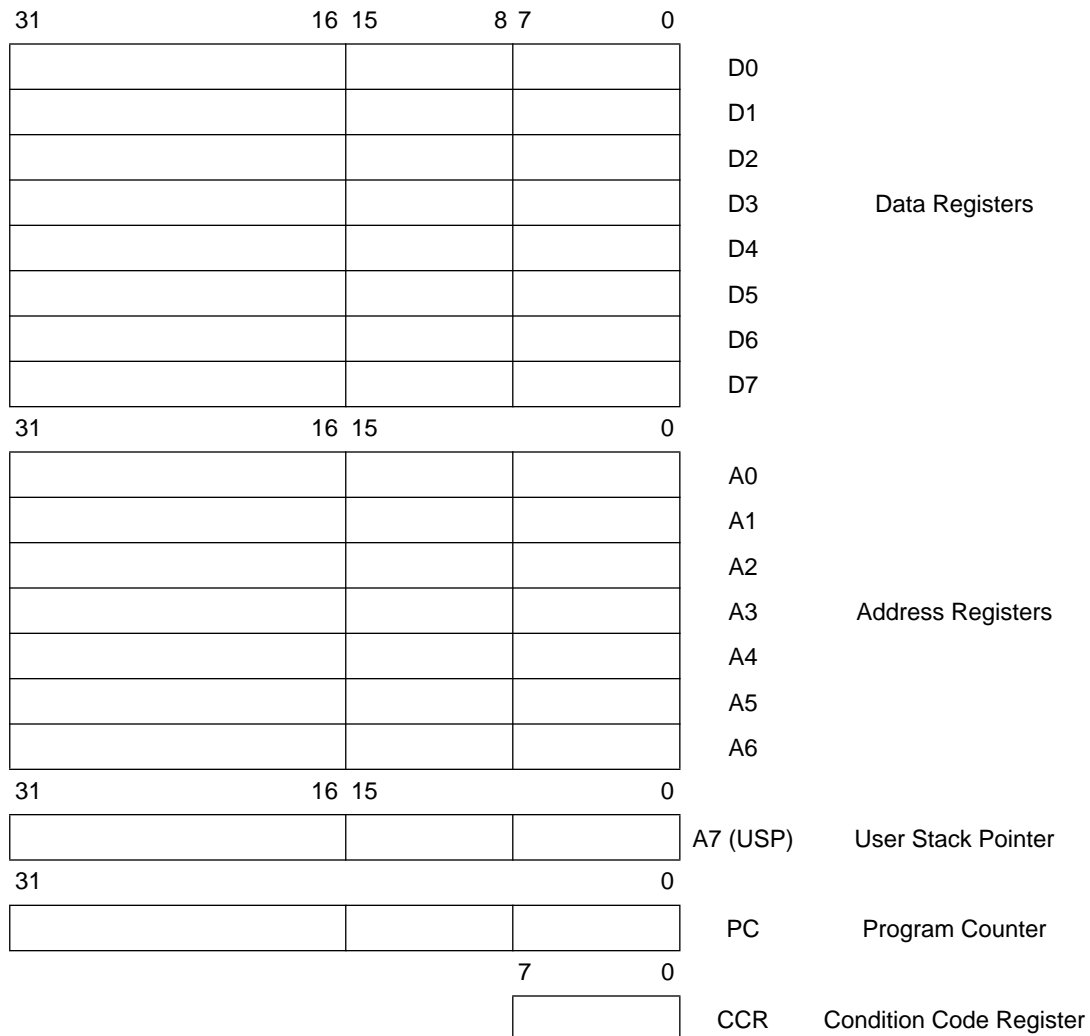 31 16 15 8 7 0
D0
D1
D2
D3 Data Registers
D4
D5
D6
D7
31 16 15 0
A0
A1
A2
A3 Address Registers
A4
A5
A6
31 16 15 0
A7 (USP) User Stack Pointer
31 0
PC Program Counter
7 0
CCR Condition Code Register